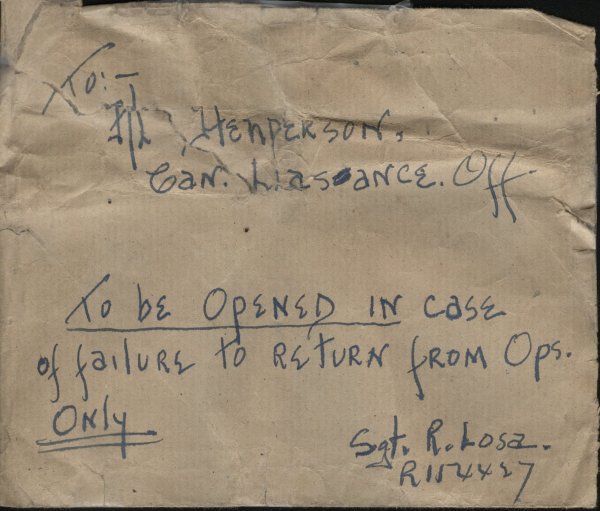 To:-
F/L Henderson,
Can. Liasoance. Off.
To be Opened in case
of failure to return from Ops.
Only.
Sgt. R. Losa.
R154427